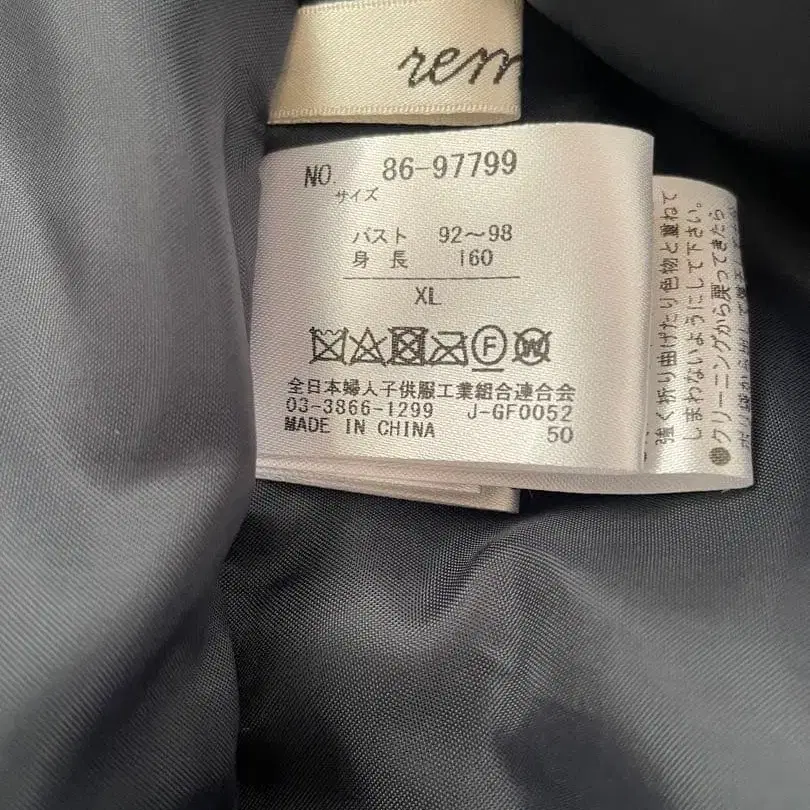 rem
NO. 86-97799
サイズ
バスト 92～98
身長 160
XL
F W
全日本婦人子供服工業組合連合会
03-3866-1299 J-GF0052
MADE IN CHINA 50
強く折り曲げたり色物と重ねて
しまわないようにして下さい。
●クリーニングから戻ってきたら